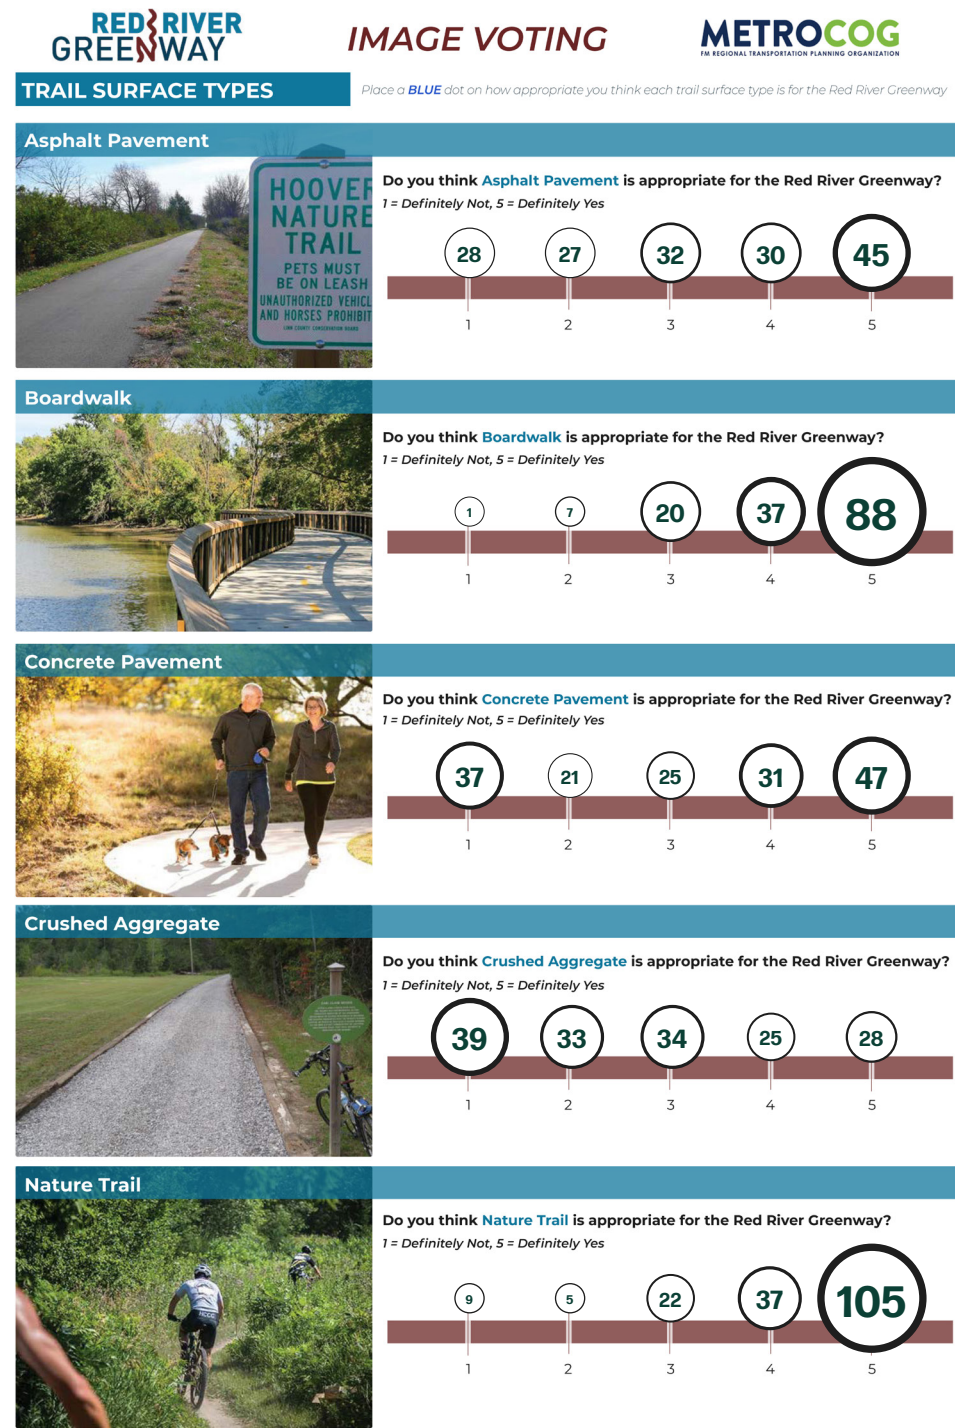 RED RIVER
GREENWAY
IMAGE VOTING
METROCOG
FM REGIONAL TRANSPORTATION PLANNING ORGANIZATION
TRAIL SURFACE TYPES
Place a BLUE dot on how appropriate you think each trail surface type is for the Red River Greenway
Asphalt Pavement
HOOVER
NATURE
TRAIL
PETS MUST
BE ON LEASH
UNAUTHORIZED VEHICL
AND HORSES PROHIBIT
LINN COUNTY CONSERVATION BOARD
Do you think Asphalt Pavement is appropriate for the Red River Greenway?
1 = Definitely Not, 5 = Definitely Yes
28 27 32 30 45
1 2 3 4 5
Boardwalk
Do you think Boardwalk is appropriate for the Red River Greenway?
1 = Definitely Not, 5 = Definitely Yes
1 7 20 37 88
1 2 3 4 5
Concrete Pavement
Do you think Concrete Pavement is appropriate for the Red River Greenway?
1 = Definitely Not, 5 = Definitely Yes
37 21 25 31 47
1 2 3 4 5
Crushed Aggregate
Do you think Crushed Aggregate is appropriate for the Red River Greenway?
1 = Definitely Not, 5 = Definitely Yes
39 33 34 25 28
1 2 3 4 5
Nature Trail
Do you think Nature Trail is appropriate for the Red River Greenway?
1 = Definitely Not, 5 = Definitely Yes
9 5 22 37 105
1 2 3 4 5